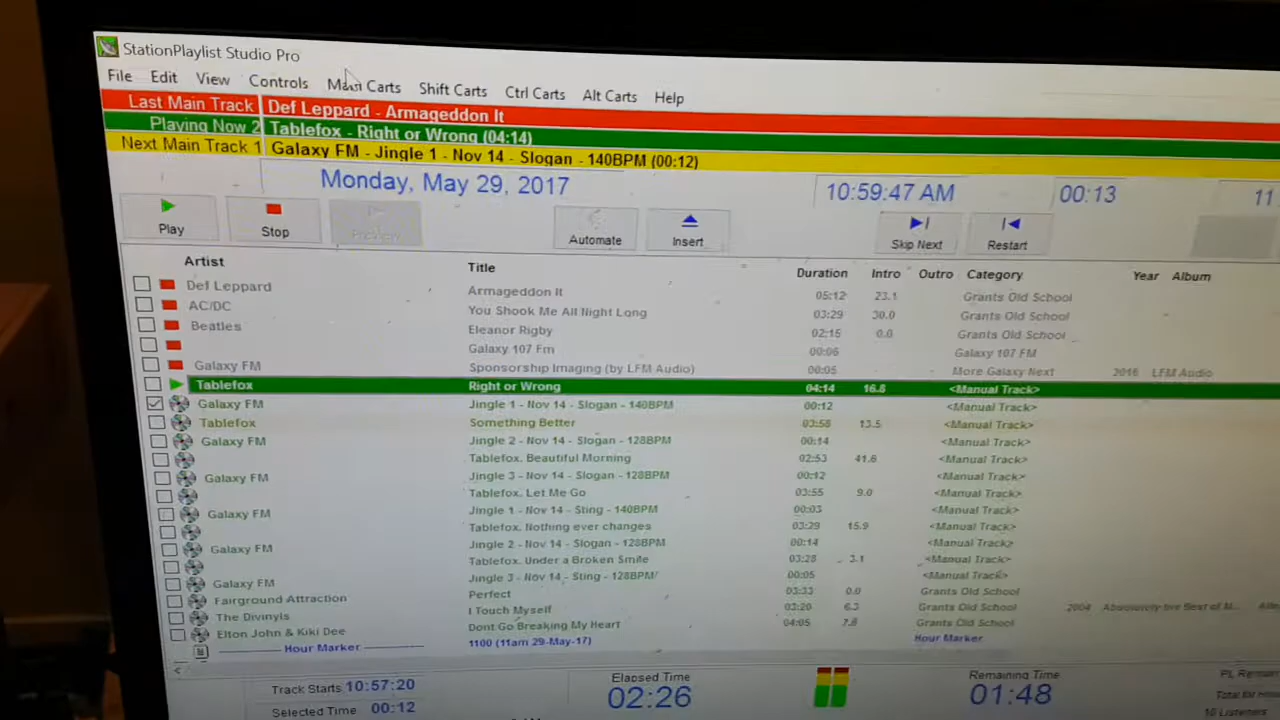 StationPlaylist Studio Pro
File Edit View Controls Main Carts Shift Carts Ctrl Carts Alt Carts Help
Last Main Track Def Leppard - Armageddon It
Playing Now 2 Tablefox - Right or Wrong (04:14)
Next Main Track 1 Galaxy FM - Jingle 1 - Nov 14 - Slogan - 140BPM (00:12)
Monday, May 29, 2017 10:59:47 AM 00:13 11
Play Stop Automate Insert Skip Next Restart
Artist Title Duration Intro Outro Category Year Album
Def Leppard Armageddon It 05:12 23.1 Grants Old School
AC/DC You Shook Me All Night Long 03:29 30.0 Grants Old School
Beatles Eleanor Rigby 02:15 0.0 Grants Old School
Galaxy 107 Fm 00:06 Galaxy 107 FM
Galaxy FM Sponsorship Imaging (by LFM Audio) 00:05 More Galaxy Next 2016 LFM Audio
Tablefox Right or Wrong 04:14 16.8 <Manual Track>
Galaxy FM Jingle 1 - Nov 14 - Slogan - 140BPM 00:12 <Manual Track>
Tablefox Something Better 03:58 13.5 <Manual Track>
Galaxy FM Jingle 2 - Nov 14 - Slogan - 128BPM 00:14 <Manual Track>
Tablefox. Beautiful Morning 02:53 41.8 <Manual Track>
Galaxy FM Jingle 3 - Nov 14 - Slogan - 128BPM 00:12 <Manual Track>
Tablefox. Let Me Go 03:55 9.0 <Manual Track>
Galaxy FM Jingle 1 - Nov 14 - Sting - 140BPM 00:03 <Manual Track>
Tablefox. Nothing ever changes 03:29 15.9 <Manual Track>
Galaxy FM Jingle 2 - Nov 14 - Slogan - 128BPM 00:14 <Manual Track>
Tablefox. Under a Broken Smile 03:28 3.1 <Manual Track>
Galaxy FM Jingle 3 - Nov 14 - Sting - 128BPM 00:05 <Manual Track>
Fairground Attraction Perfect 03:33 0.0 Grants Old School
The Divinyls I Touch Myself 03:20 6.3 Grants Old School 2004 Absolutely the Best of
Elton John & Kiki Dee Dont Go Breaking My Heart 04:05 7.8 Grants Old School
Hour Marker 1100 (11am 29-May-17) Hour Marker
Track Starts 10:57:20 Elapsed Time Remaining Time PL Remain
Selected Time 00:12 02:26 01:48 Total for
10 Listeners